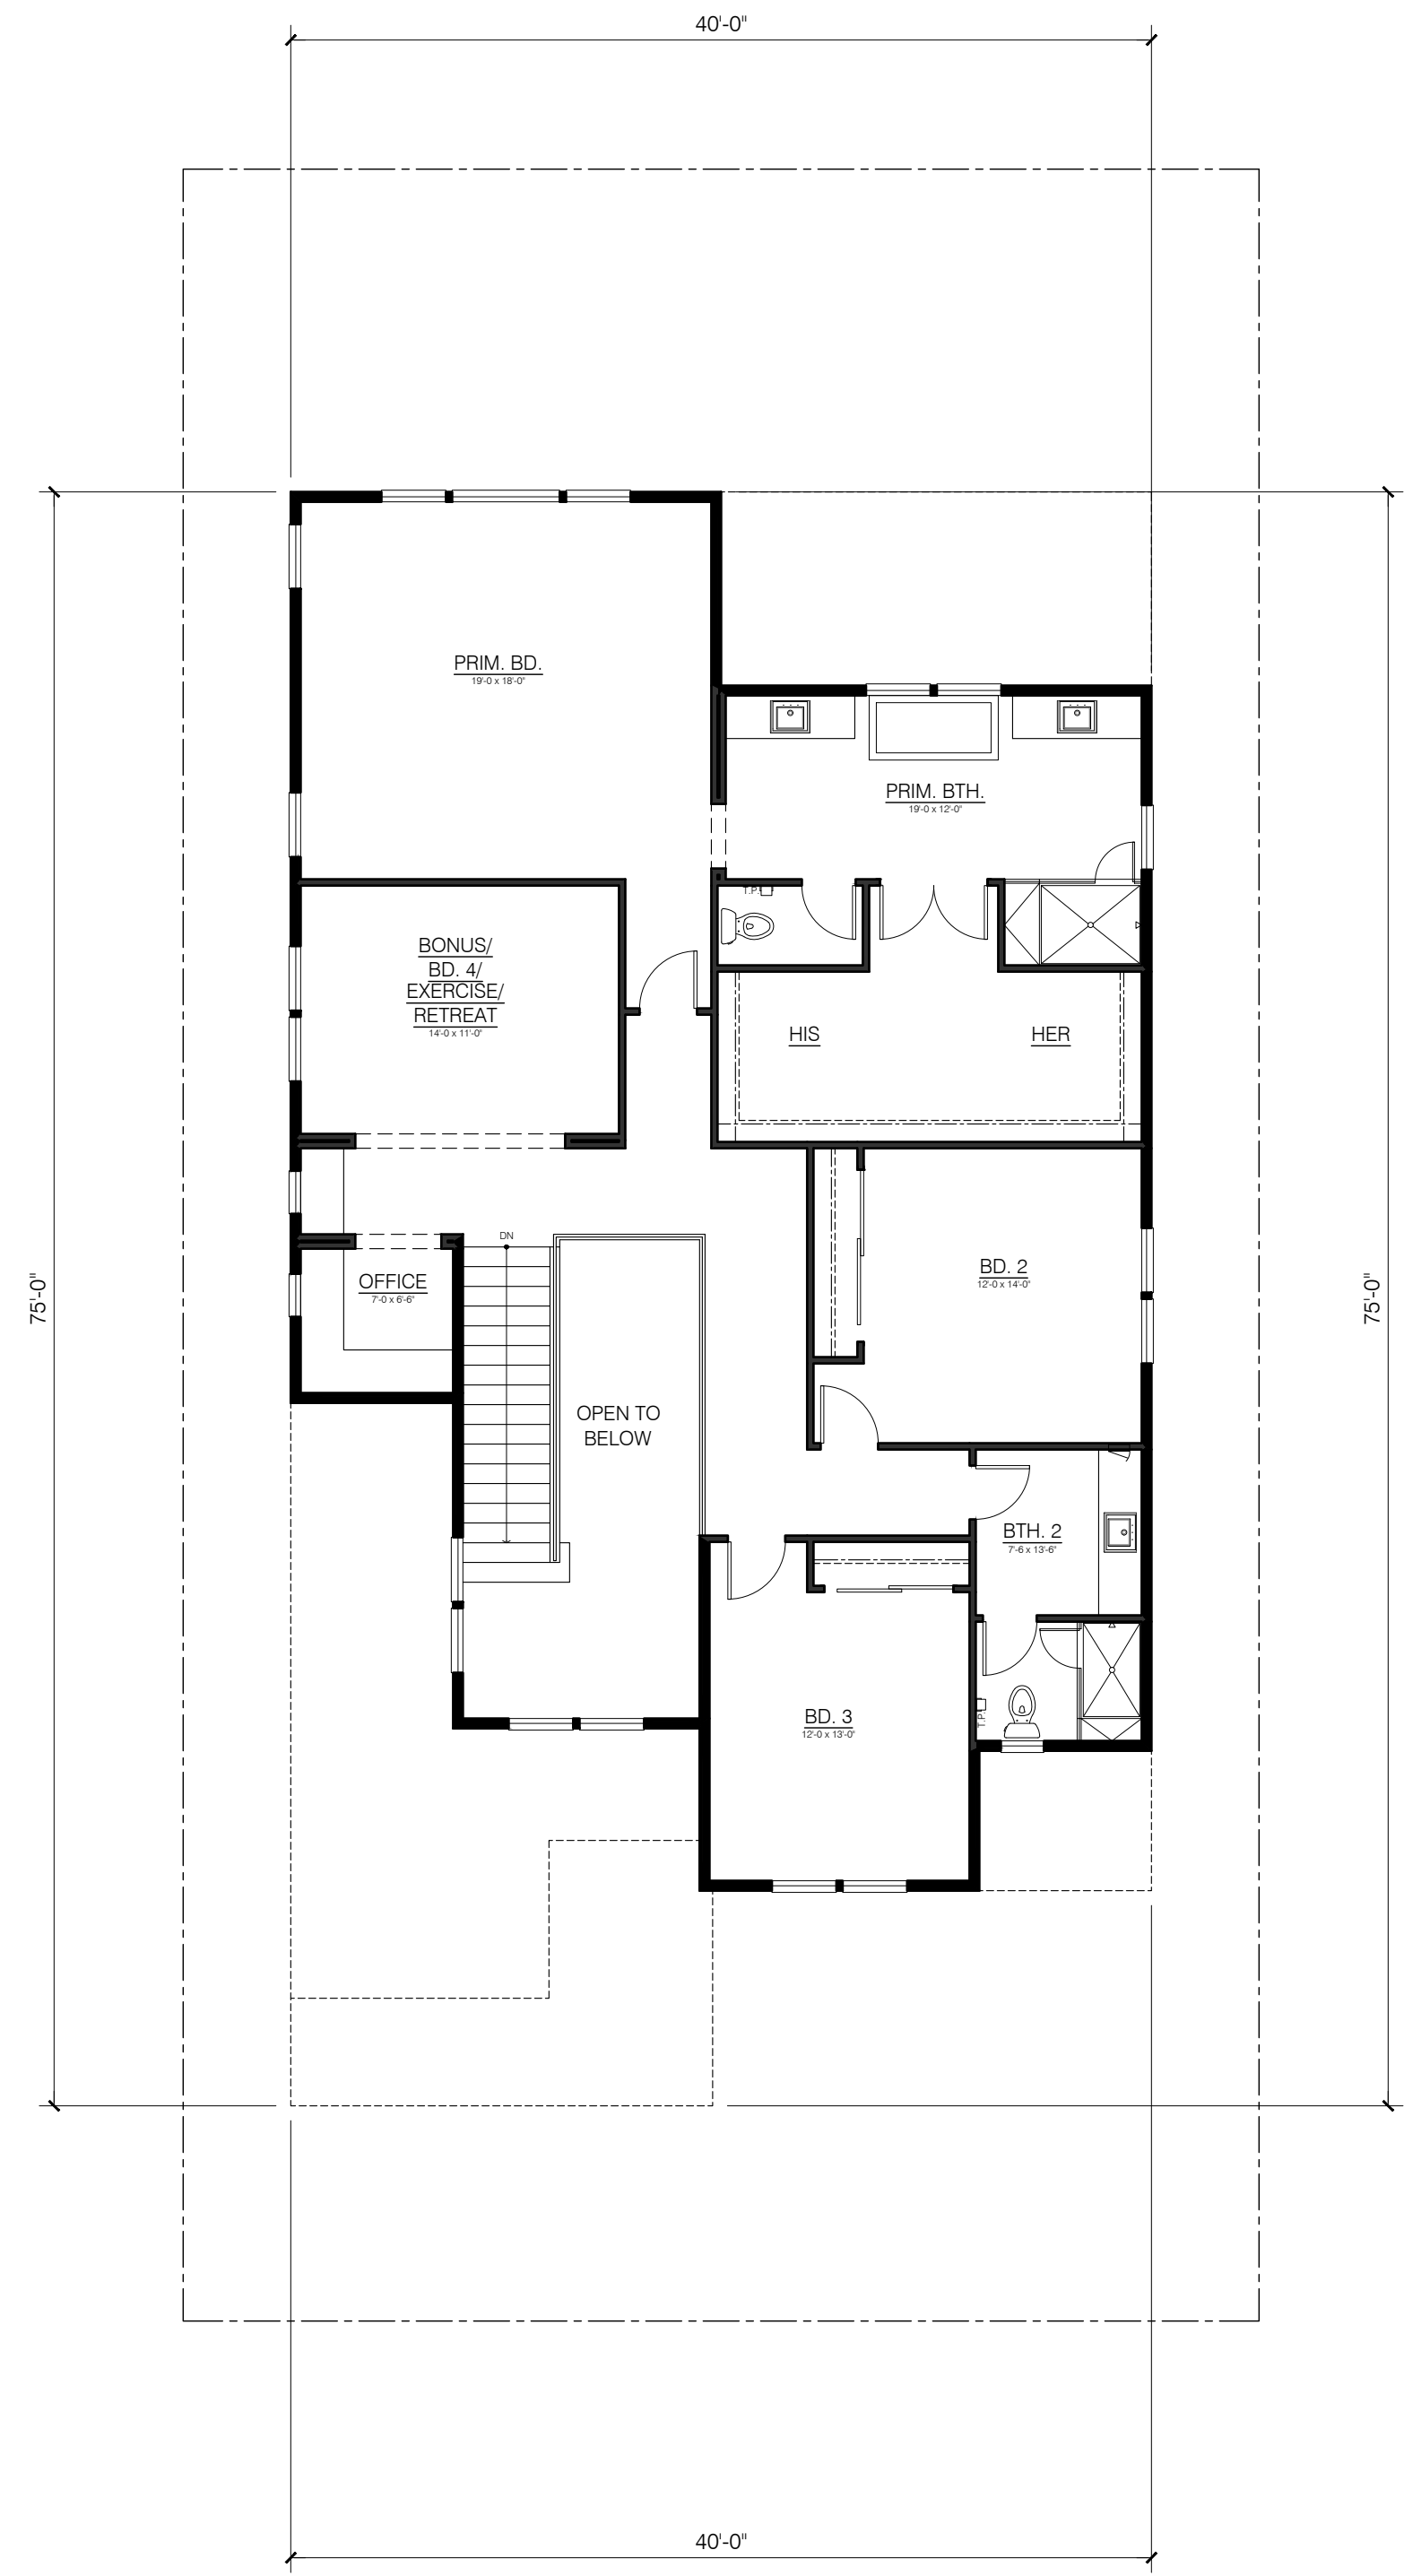 40'-0"
PRIM. BD.
19'-0 x 18'-0"
PRIM. BTH.
19'-0 x 12'-0"
T.P.
BONUS/
BD. 4/
EXERCISE/
RETREAT
14'-0 x 11'-0"
HIS
HER
DN
OFFICE
7'-0 x 6'-6"
BD. 2
12'-0 x 14'-0"
75'-0"
75'-0"
OPEN TO
BELOW
BTH. 2
7'-6 x 13'-6"
BD. 3
12'-0 x 13'-0"
T.P.
40'-0"